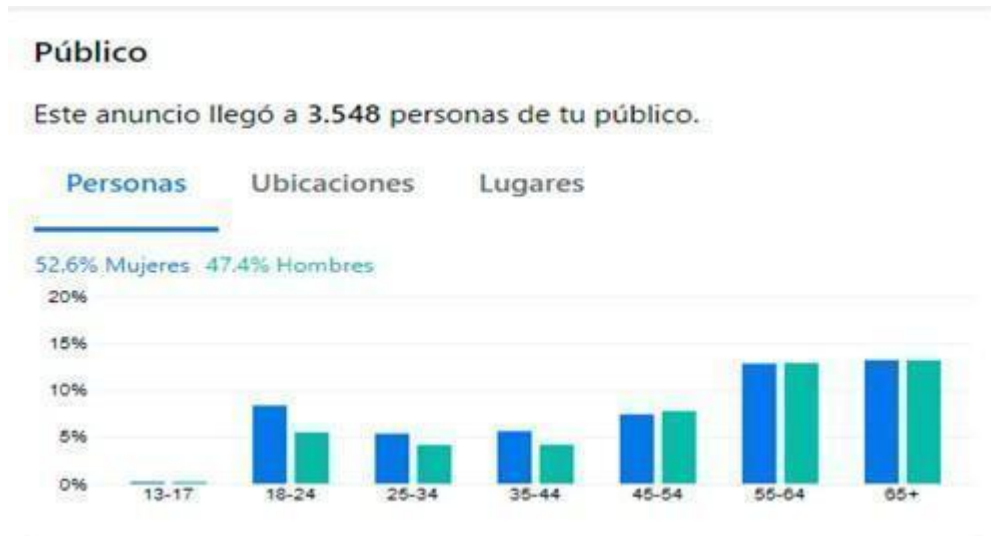 Público
Este anuncio llegó a 3.548 personas de tu público.
Personas Ubicaciones Lugares
52.6% Mujeres 47.4% Hombres
20%
15%
10%
5%
0%
13-17 18-24 25-34 35-44 45-54 55-64 65+